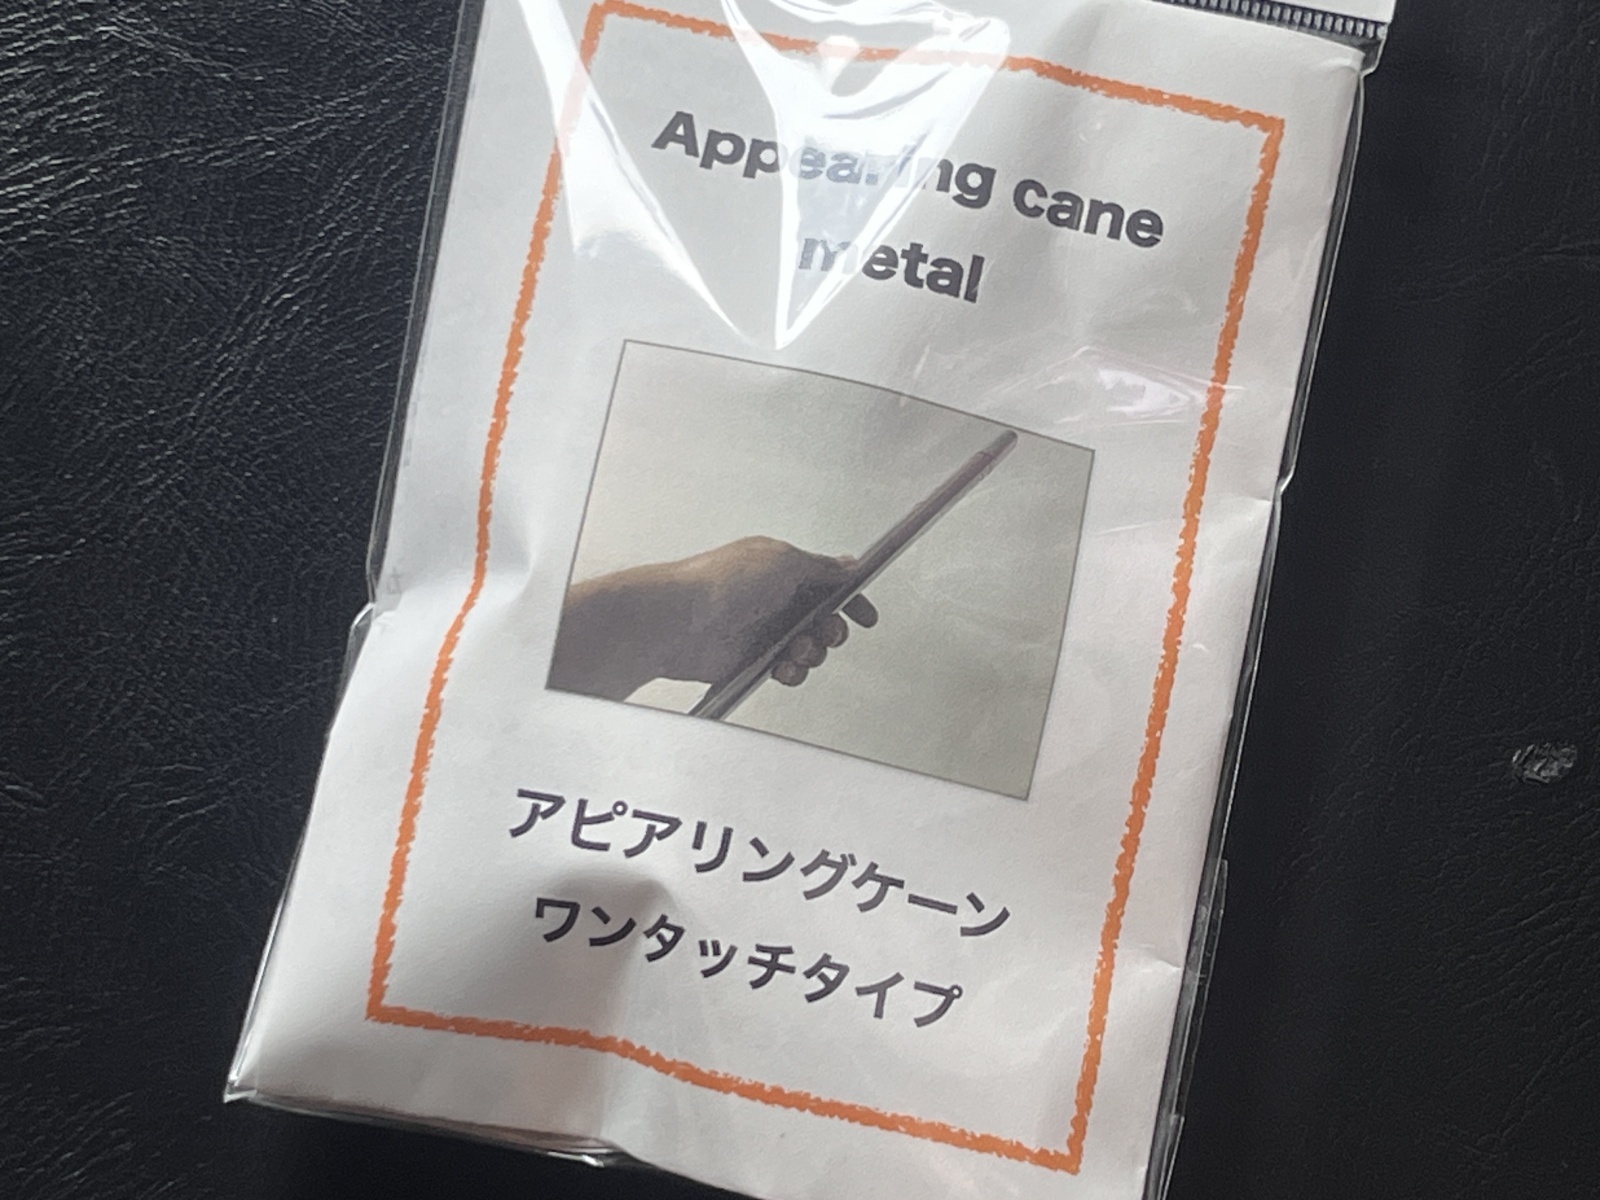 Appearing cane
metal
アピアリングケーン
ワンタッチタイプ